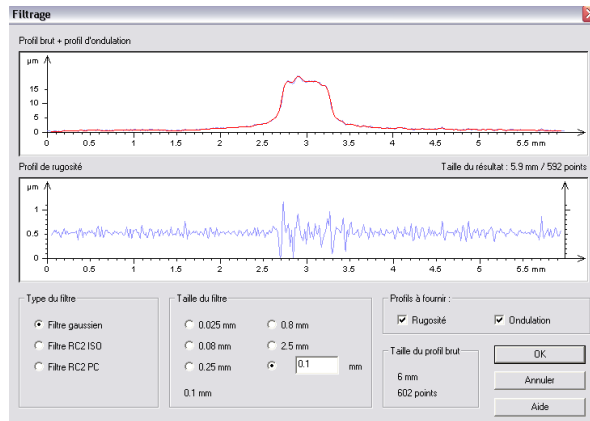 Filtrage
Profil brut + profil d'ondulation
µm
15
10
5
0
0 0.5 1 1.5 2 2.5 3 3.5 4 4.5 5 5.5 mm
Profil de rugosité Taille du résultat : 5.9 mm / 592 points
µm
1
0.5
0
0 0.5 1 1.5 2 2.5 3 3.5 4 4.5 5 5.5 mm
Type du filtre Taille du filtre Profils à fournir :
Filtre gaussien 0.025 mm 0.8 mm Rugosité Ondulation
Filtre RC2 ISO 0.08 mm 2.5 mm Taille du profil brut OK
Filtre RC2 PC 0.25 mm 0.1 mm 6 mm Annuler
0.1 mm 602 points Aide